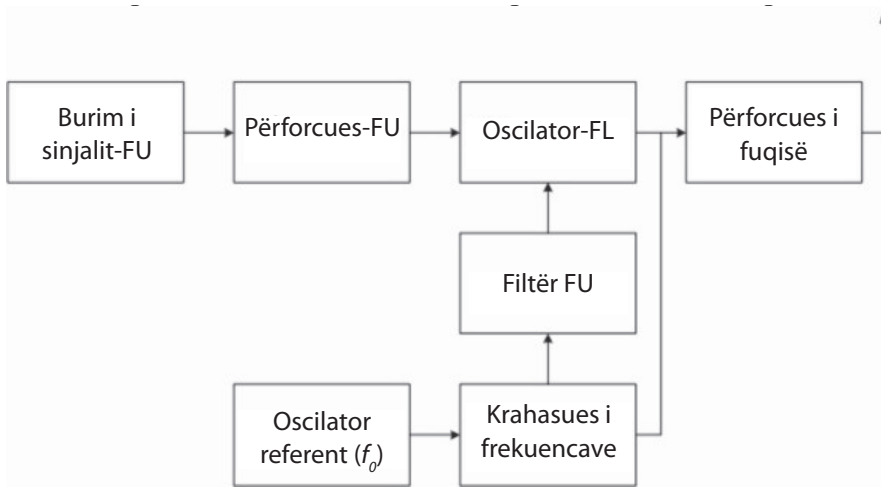 Burim i
sinjalit-FU
Përforcues-FU
Oscilator-FL
Përforcues i
fuqisë
Filtër FU
Oscilator
referent (f₀)
Krahasues i
frekuencave